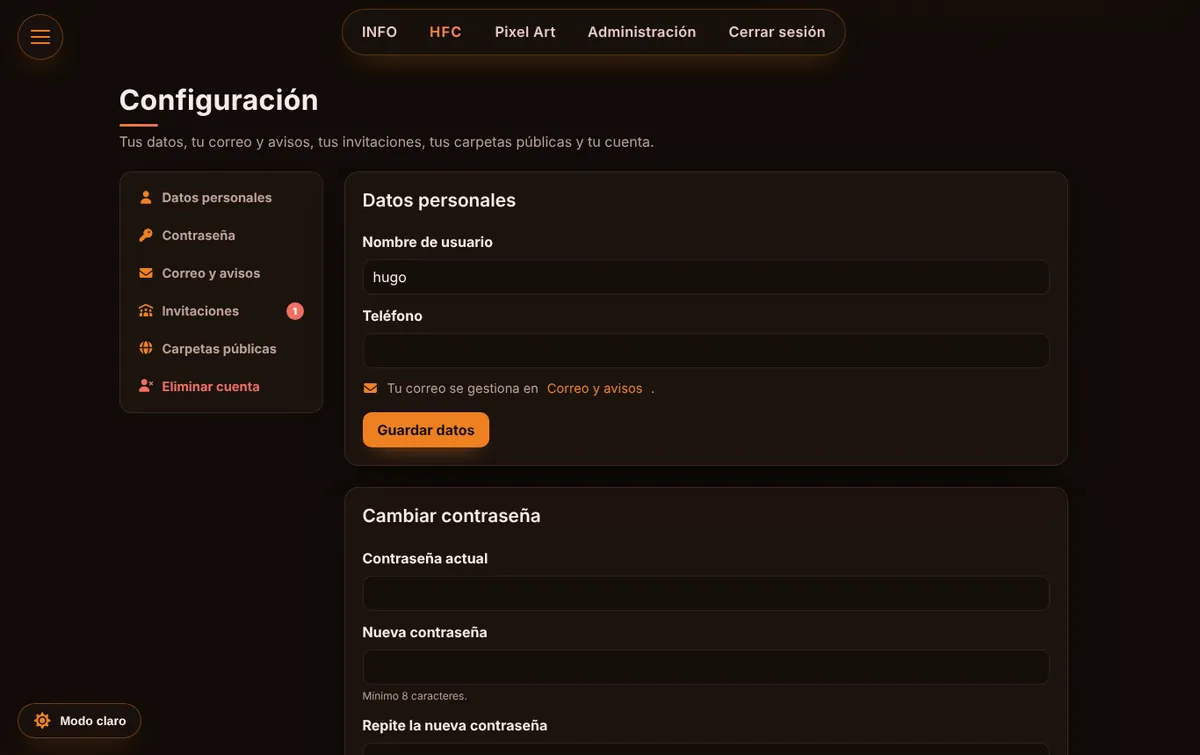 INFO HFC Pixel Art Administración Cerrar sesión
Configuración
Tus datos, tu correo y avisos, tus invitaciones, tus carpetas públicas y tu cuenta.
Datos personales
Contraseña
Correo y avisos
Invitaciones 1
Carpetas públicas
Eliminar cuenta
Datos personales
Nombre de usuario
hugo
Teléfono
Tu correo se gestiona en Correo y avisos .
Guardar datos
Cambiar contraseña
Contraseña actual
Nueva contraseña
Mínimo 8 caracteres.
Repite la nueva contraseña
Modo claro